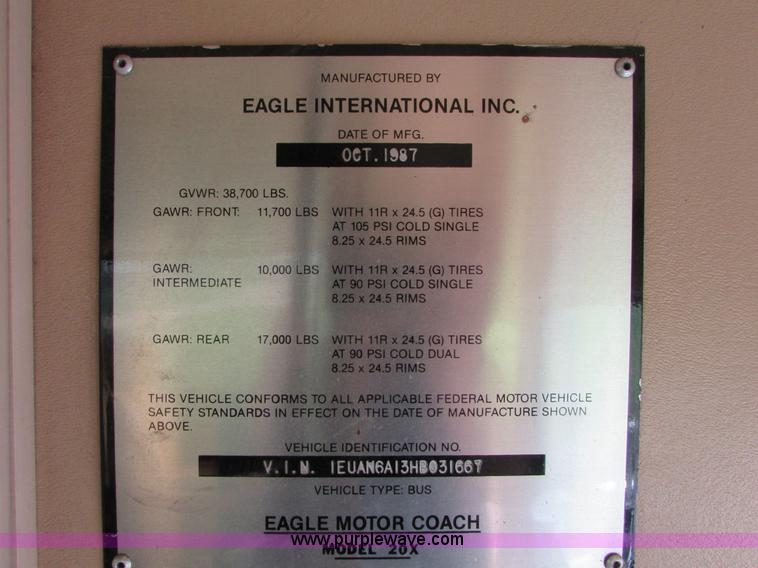 MANUFACTURED BY
EAGLE INTERNATIONAL INC.
DATE OF MFG.
OCT. 1987
GVWR: 38,700 LBS.
GAWR: FRONT: 11,700 LBS WITH 11R x 24.5 (G) TIRES
AT 105 PSI COLD SINGLE
8.25 x 24.5 RIMS
GAWR: 10,000 LBS WITH 11R x 24.5 (G) TIRES
INTERMEDIATE AT 90 PSI COLD SINGLE
8.25 x 24.5 RIMS
GAWR: REAR 17,000 LBS WITH 11R x 24.5 (G) TIRES
AT 90 PSI COLD DUAL
8.25 x 24.5 RIMS
THIS VEHICLE CONFORMS TO ALL APPLICABLE FEDERAL MOTOR VEHICLE
SAFETY STANDARDS IN EFFECT ON THE DATE OF MANUFACTURE SHOWN
ABOVE.
VEHICLE IDENTIFICATION NO.
V.I.N. 1EUAN6A13HB031667
VEHICLE TYPE: BUS
EAGLE MOTOR COACH
www.purplewave.com
MODEL 20X